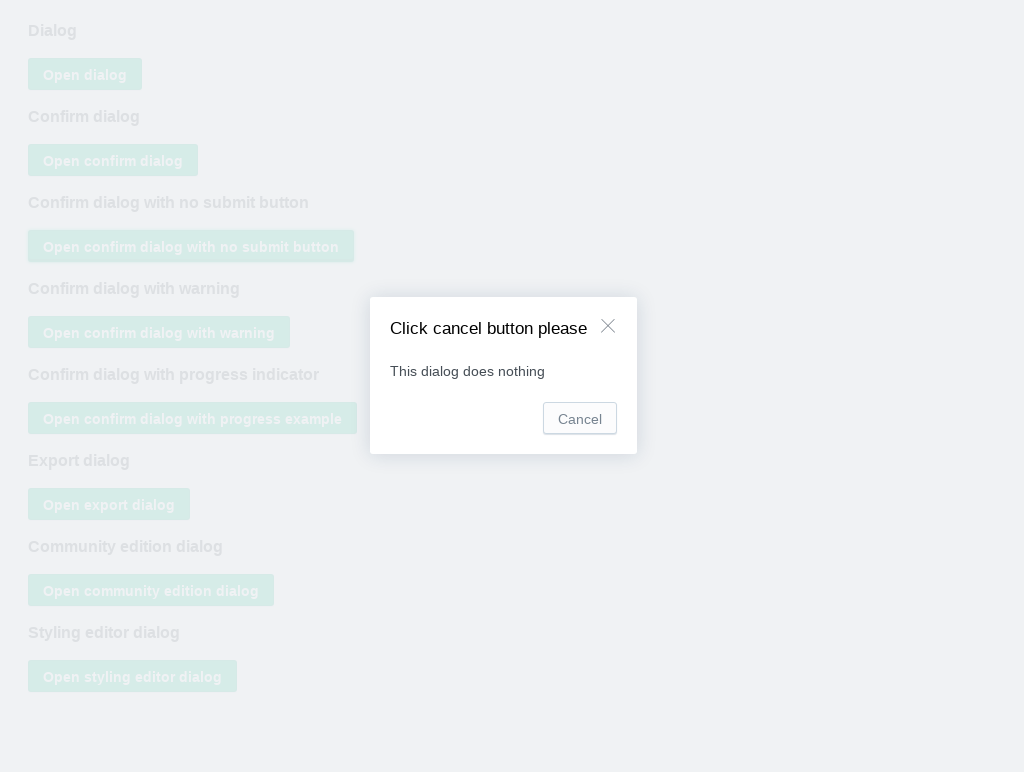 Dialog
Open dialog
Confirm dialog
Open confirm dialog
Confirm dialog with no submit button
Open confirm dialog with no submit button
Confirm dialog with warning
Open confirm dialog with warning
Confirm dialog with progress indicator
Open confirm dialog with progress example
Export dialog
Open export dialog
Community edition dialog
Open community edition dialog
Styling editor dialog
Open styling editor dialog
Click cancel button please
This dialog does nothing
Cancel